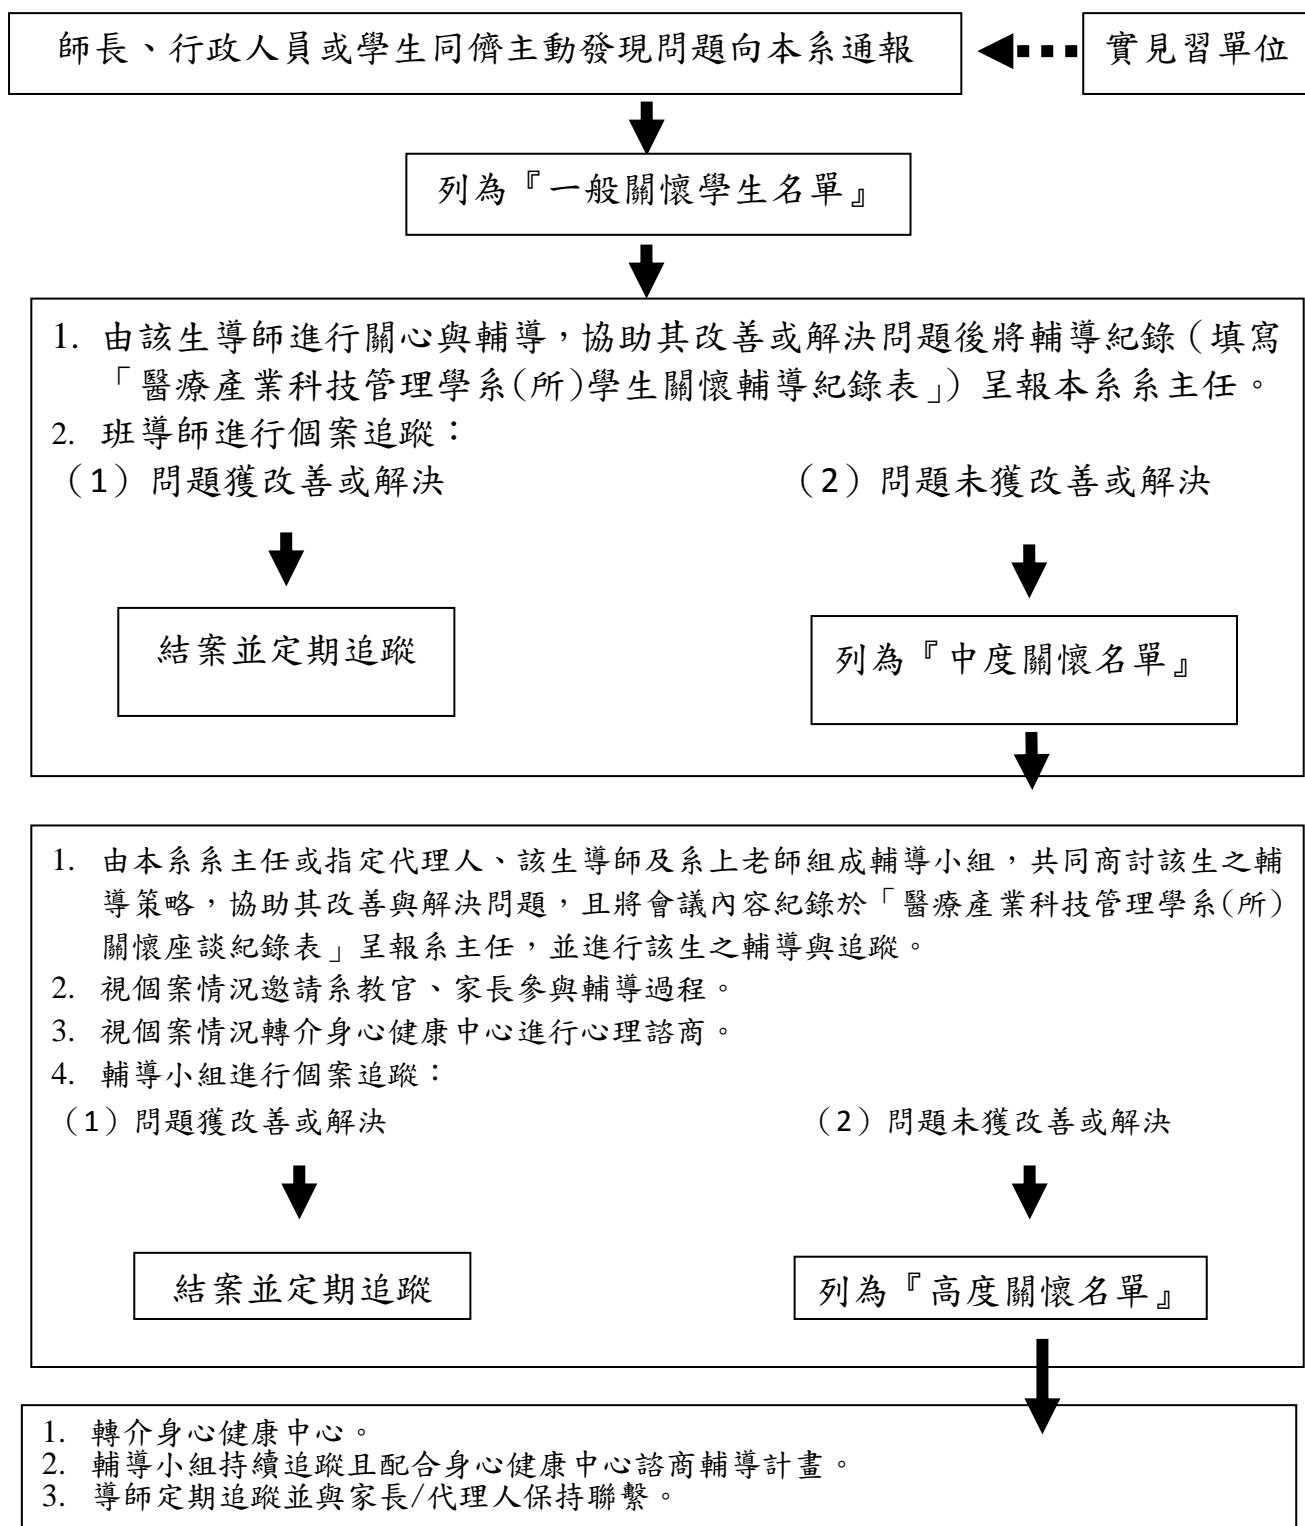 師長、行政人員或學生同儕主動發現問題向本系通報
實見習單位
列為『一般關懷學生名單』
1. 由該生導師進行關心與輔導，協助其改善或解決問題後將輔導紀錄（填寫
「醫療產業科技管理學系(所)學生關懷輔導紀錄表」）呈報本系系主任。
2. 班導師進行個案追蹤：
（1）問題獲改善或解決
（2）問題未獲改善或解決
結案並定期追蹤
列為『中度關懷名單』
1. 由本系系主任或指定代理人、該生導師及系上老師組成輔導小組，共同商討該生之輔
導策略，協助其改善與解決問題，且將會議內容紀錄於「醫療產業科技管理學系(所)
關懷座談紀錄表」呈報系主任，並進行該生之輔導與追蹤。
2. 視個案情況邀請系教官、家長參與輔導過程。
3. 視個案情況轉介身心健康中心進行心理諮商。
4. 輔導小組進行個案追蹤：
（1）問題獲改善或解決
（2）問題未獲改善或解決
結案並定期追蹤
列為『高度關懷名單』
1. 轉介身心健康中心。
2. 輔導小組持續追蹤且配合身心健康中心諮商輔導計畫。
3. 導師定期追蹤並與家長/代理人保持聯繫。